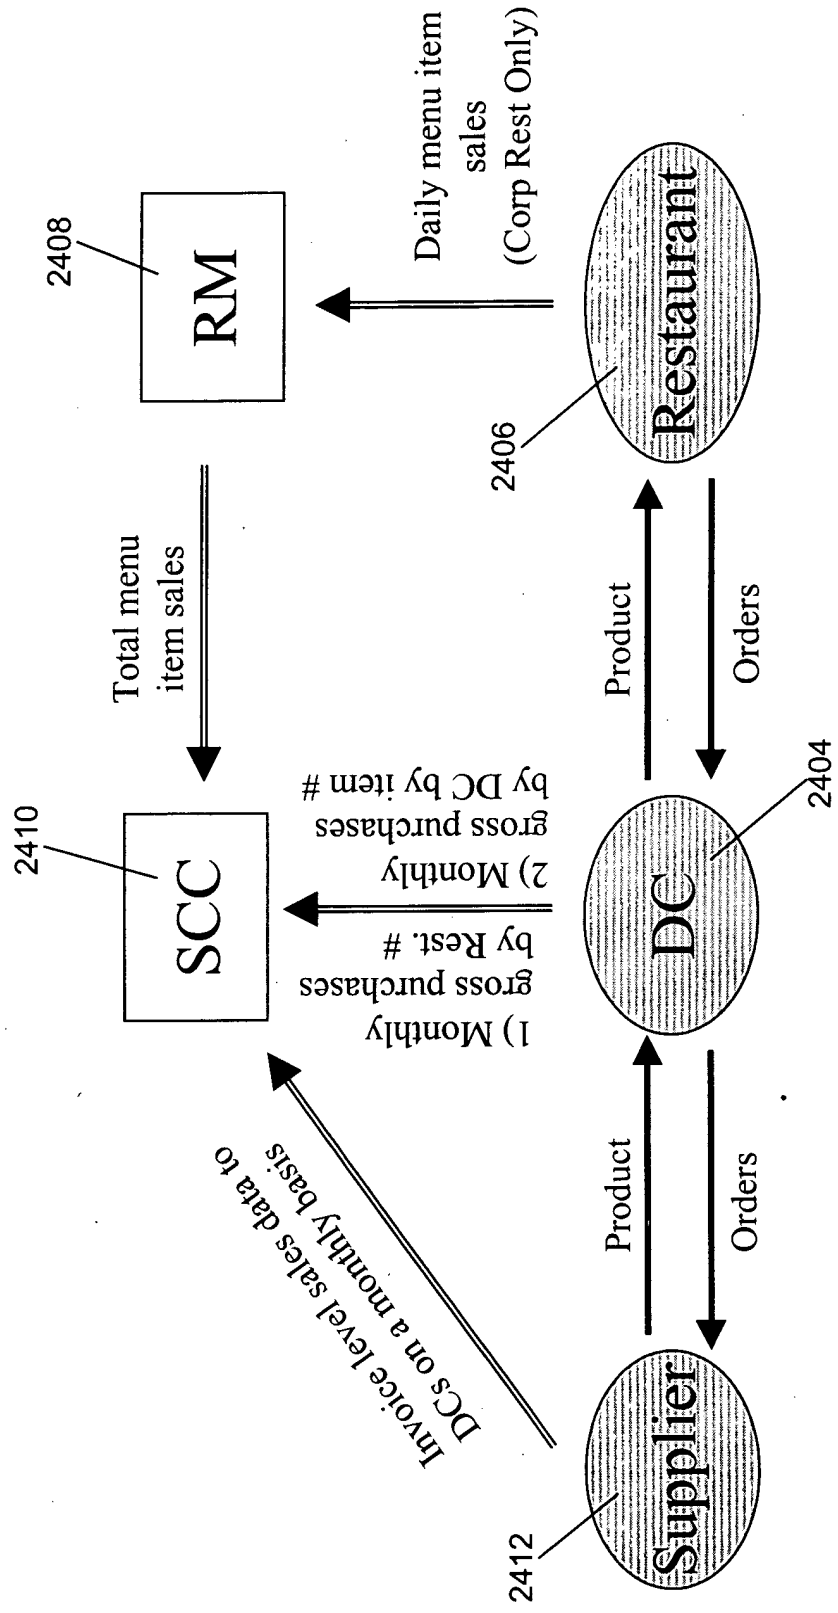 2410
SCC
Total menu
item sales
2408
RM
Invoice level sales data to
DCs on a monthly basis
1) Monthly
gross purchases
by Rest. #
2) Monthly
gross purchases
by DC by item #
Daily menu item
sales
(Corp Rest Only)
2412
Supplier
Product
Orders
DC
2404
Product
Orders
2406
Restaurant